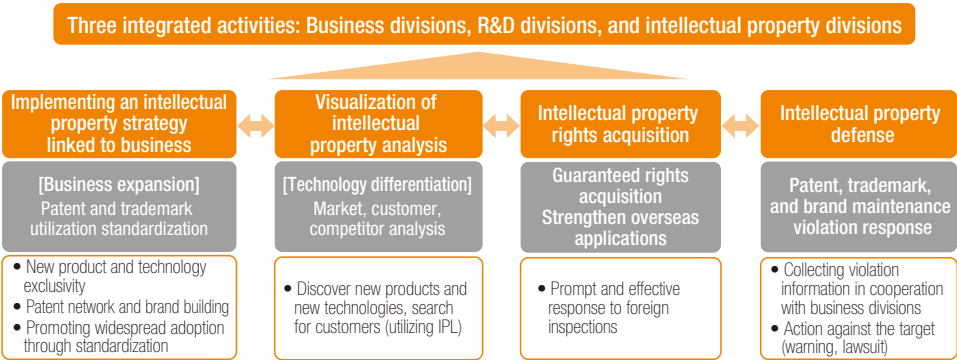 Three integrated activities: Business divisions, R&D divisions, and intellectual property divisions
Implementing an intellectual
property strategy
linked to business
[Business expansion]
Patent and trademark
utilization standardization
• New product and technology
exclusivity
• Patent network and brand building
• Promoting widespread adoption
through standardization
Visualization of
intellectual
property analysis
[Technology differentiation]
Market, customer,
competitor analysis
• Discover new products and
new technologies, search
for customers (utilizing IPL)
Intellectual property
rights acquisition
Guaranteed rights
acquisition
Strengthen overseas
applications
• Prompt and effective
response to foreign
inspections
Intellectual property
defense
Patent, trademark,
and brand maintenance
violation response
• Collecting violation
information in cooperation
with business divisions
• Action against the target
(warning, lawsuit)